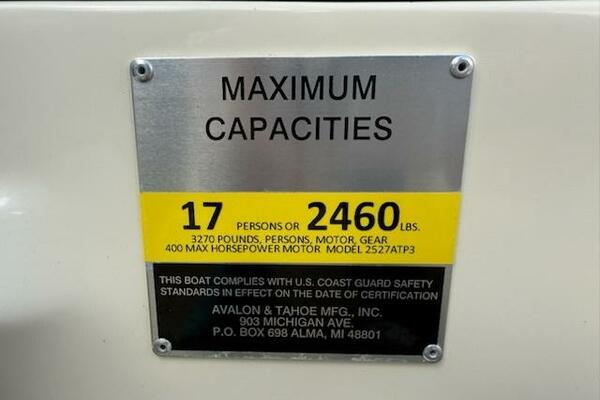 MAXIMUM
CAPACITIES
17 PERSONS OR 2460 LBS.
3270 POUNDS, PERSONS, MOTOR, GEAR
400 MAX HORSEPOWER MOTOR MODEL 2527ATP3
THIS BOAT COMPLIES WITH U.S. COAST GUARD SAFETY
STANDARDS IN EFFECT ON THE DATE OF CERTIFICATION
AVALON & TAHOE MFG., INC.
903 MICHIGAN AVE.
P.O. BOX 698 ALMA, MI 48801